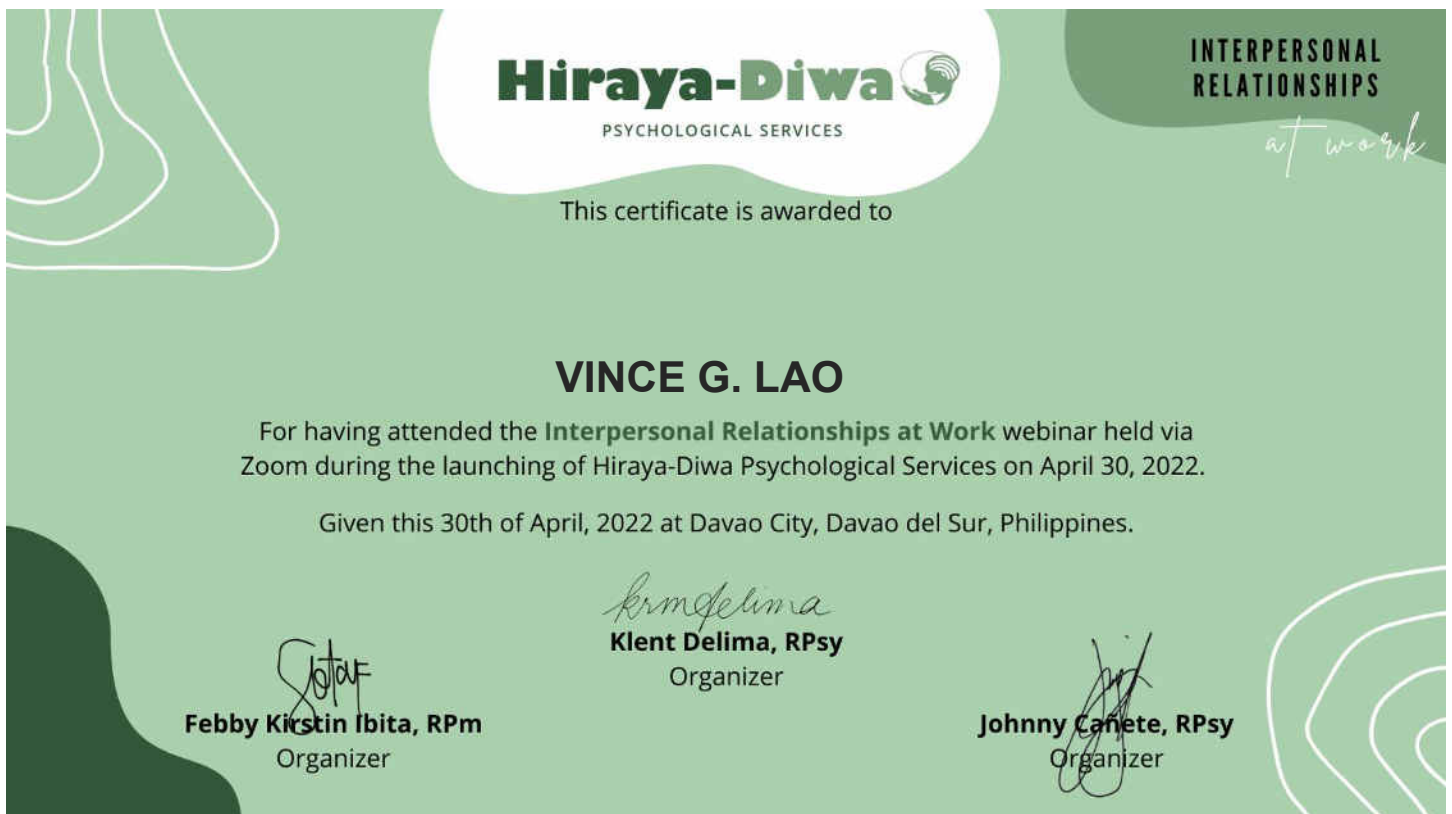 Hiraya-Diwa
PSYCHOLOGICAL SERVICES
INTERPERSONAL
RELATIONSHIPS
at work
This certificate is awarded to
VINCE G. LAO
For having attended the Interpersonal Relationships at Work webinar held via
Zoom during the launching of Hiraya-Diwa Psychological Services on April 30, 2022.
Given this 30th of April, 2022 at Davao City, Davao del Sur, Philippines.
krmdelima
Klent Delima, RPsy
Organizer
Febby Kirstin Ibita, RPm
Organizer
Johnny Cañete, RPsy
Organizer